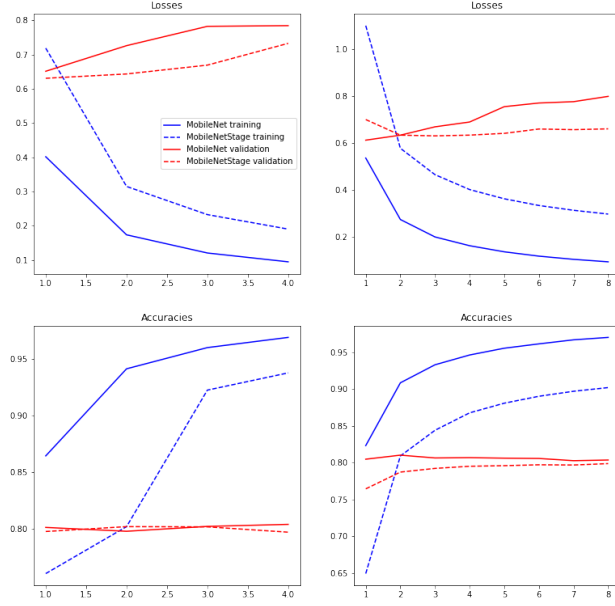 Losses
0.8
0.7
0.6
0.5
0.4
0.3
0.2
0.1
1.0 1.5 2.0 2.5 3.0 3.5 4.0
MobileNet training
MobileNetStage training
MobileNet validation
MobileNetStage validation
Losses
1.0
0.8
0.6
0.4
0.2
1 2 3 4 5 6 7 8
Accuracies
0.95
0.90
0.85
0.80
1.0 1.5 2.0 2.5 3.0 3.5 4.0
Accuracies
0.95
0.90
0.85
0.80
0.75
0.70
0.65
1 2 3 4 5 6 7 8